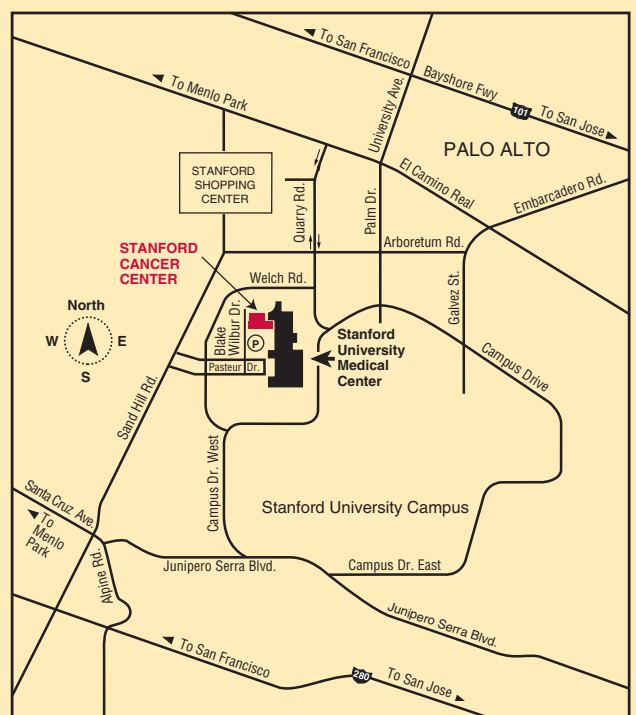 To San Francisco
Bayshore Fwy
101
To San Jose
To Menlo Park
University Ave.
PALO ALTO
El Camino Real
Embarcadero Rd.
STANFORD
SHOPPING
CENTER
Quarry Rd.
Palm Dr.
Arboretum Rd.
STANFORD
CANCER
CENTER
Welch Rd.
Galvez St.
North
W
E
S
Blake
Wilbur Dr.
P
Pasteur Dr.
Stanford
University
Medical
Center
Campus Drive
Sand Hill Rd.
Campus Dr. West
Stanford University Campus
Santa Cruz Ave.
To
Menlo
Park
Alpine Rd.
Junipero Serra Blvd.
Campus Dr. East
Junipero Serra Blvd.
To San Francisco
280
To San Jose